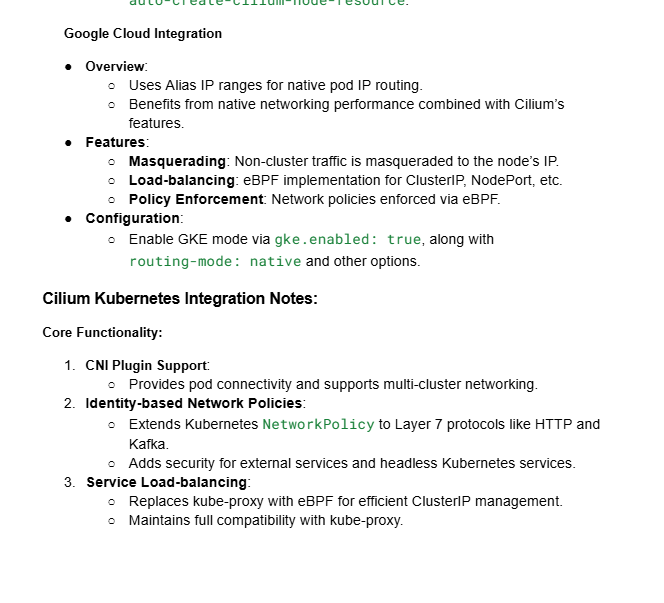 auto-create-cilium-node-resource.
Google Cloud Integration
● Overview:
○ Uses Alias IP ranges for native pod IP routing.
○ Benefits from native networking performance combined with Cilium's
features.
● Features:
○ Masquerading: Non-cluster traffic is masqueraded to the node's IP.
○ Load-balancing: eBPF implementation for ClusterIP, NodePort, etc.
○ Policy Enforcement: Network policies enforced via eBPF.
● Configuration:
○ Enable GKE mode via gke.enabled: true, along with
routing-mode: native and other options.
Cilium Kubernetes Integration Notes:
Core Functionality:
1. CNI Plugin Support:
○ Provides pod connectivity and supports multi-cluster networking.
2. Identity-based Network Policies:
○ Extends Kubernetes NetworkPolicy to Layer 7 protocols like HTTP and
Kafka.
○ Adds security for external services and headless Kubernetes services.
3. Service Load-balancing:
○ Replaces kube-proxy with eBPF for efficient ClusterIP management.
○ Maintains full compatibility with kube-proxy.